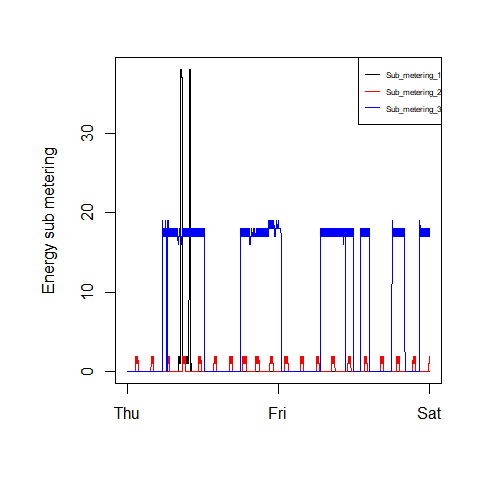 Sub_metering_1
Sub_metering_2
Sub_metering_3
Energy sub metering
30
20
10
0
Thu Fri Sat